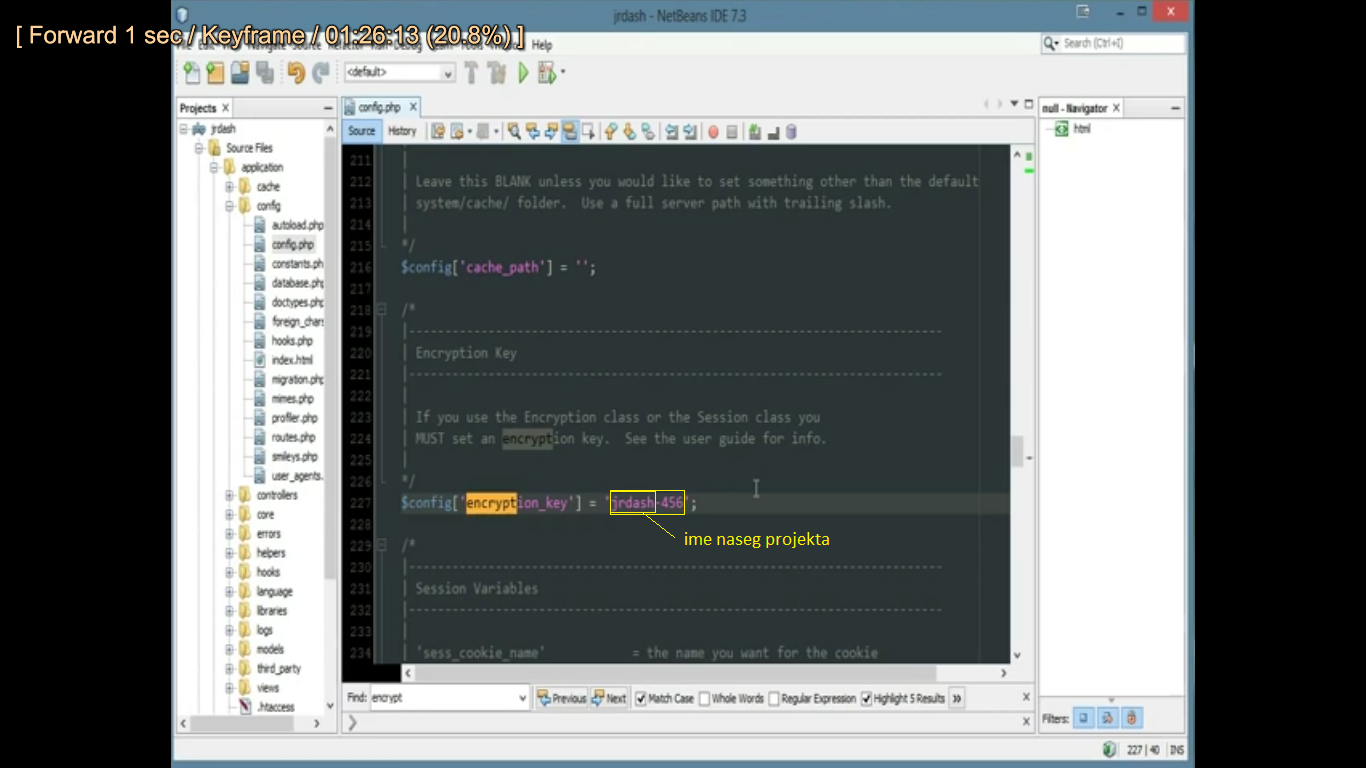 jrdash - NetBeans IDE 7.3
[ Forward 1 sec / Keyframe / 01:26:13 (20.8%) ]
Help
Search (Ctrl+I)
<default>
Projects
config.php
null - Navigator
Source History
html
jrdash
Source Files
application
cache
config
autoload.php
config.php
constants.ph
database.php
doctypes.php
foreign_chars
hooks.php
index.html
migration.php
mimes.php
profiler.php
routes.php
smileys.php
user_agents.
controllers
core
errors
helpers
hooks
language
libraries
logs
models
third_party
views
.htaccess
211 |
212 | Leave this BLANK unless you would like to set something other than the default
213 | system/cache/ folder.  Use a full server path with trailing slash.
214 |
215 */
216 $config['cache_path'] = '';
217
218 /*
219 |--------------------------------------------------------------------------
220 | Encryption Key
221 |--------------------------------------------------------------------------
222 |
223 | If you use the Encryption class or the Session class you
224 | MUST set an encryption key.  See the user guide for info.
225 |
226 */
227 $config['encryption_key'] = 'jrdash-456';
ime naseg projekta
228
229 /*
230 |--------------------------------------------------------------------------
231 | Session Variables
232 |--------------------------------------------------------------------------
233 |
234 | 'sess_cookie_name' = the name you want for the cookie
Find: encrypt Previous Next Match Case Whole Words Regular Expression Highlight 5 Results »
Filters:
227 | 40 INS